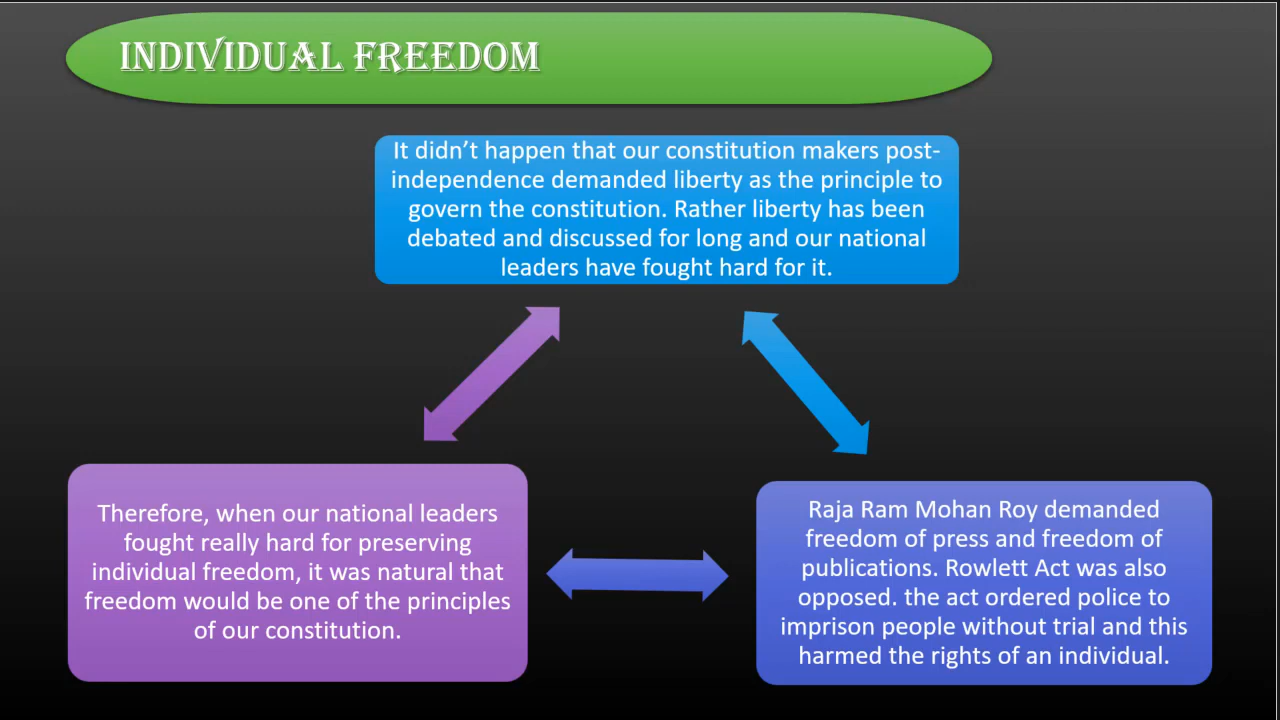 INDIVIDUAL FREEDOM
It didn't happen that our constitution makers post-
independence demanded liberty as the principle to
govern the constitution. Rather liberty has been
debated and discussed for long and our national
leaders have fought hard for it.
Raja Ram Mohan Roy demanded
freedom of press and freedom of
publications. Rowlett Act was also
opposed. the act ordered police to
imprison people without trial and this
harmed the rights of an individual.
Therefore, when our national leaders
fought really hard for preserving
individual freedom, it was natural that
freedom would be one of the principles
of our constitution.